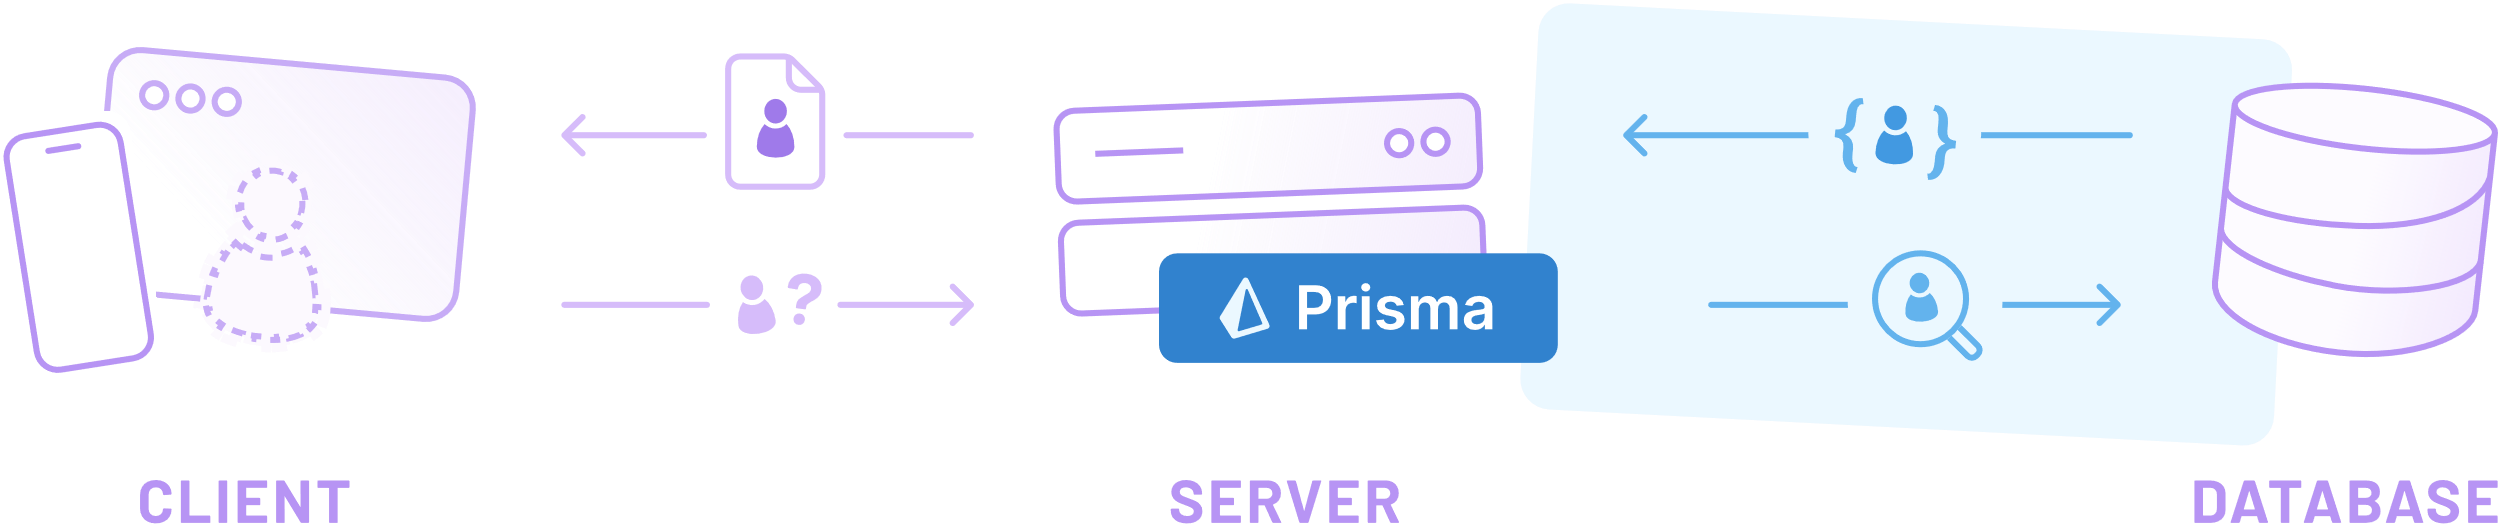 ?
{ }
Prisma
CLIENT
SERVER
DATABASE